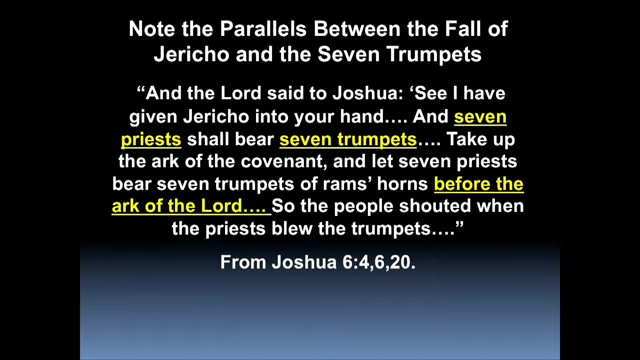 Note the Parallels Between the Fall of
Jericho and the Seven Trumpets
“And the Lord said to Joshua: ‘See I have
given Jericho into your hand…. And seven
priests shall bear seven trumpets…. Take up
the ark of the covenant, and let seven priests
bear seven trumpets of rams’ horns before the
ark of the Lord…. So the people shouted when
the priests blew the trumpets….”
From Joshua 6:4,6,20.